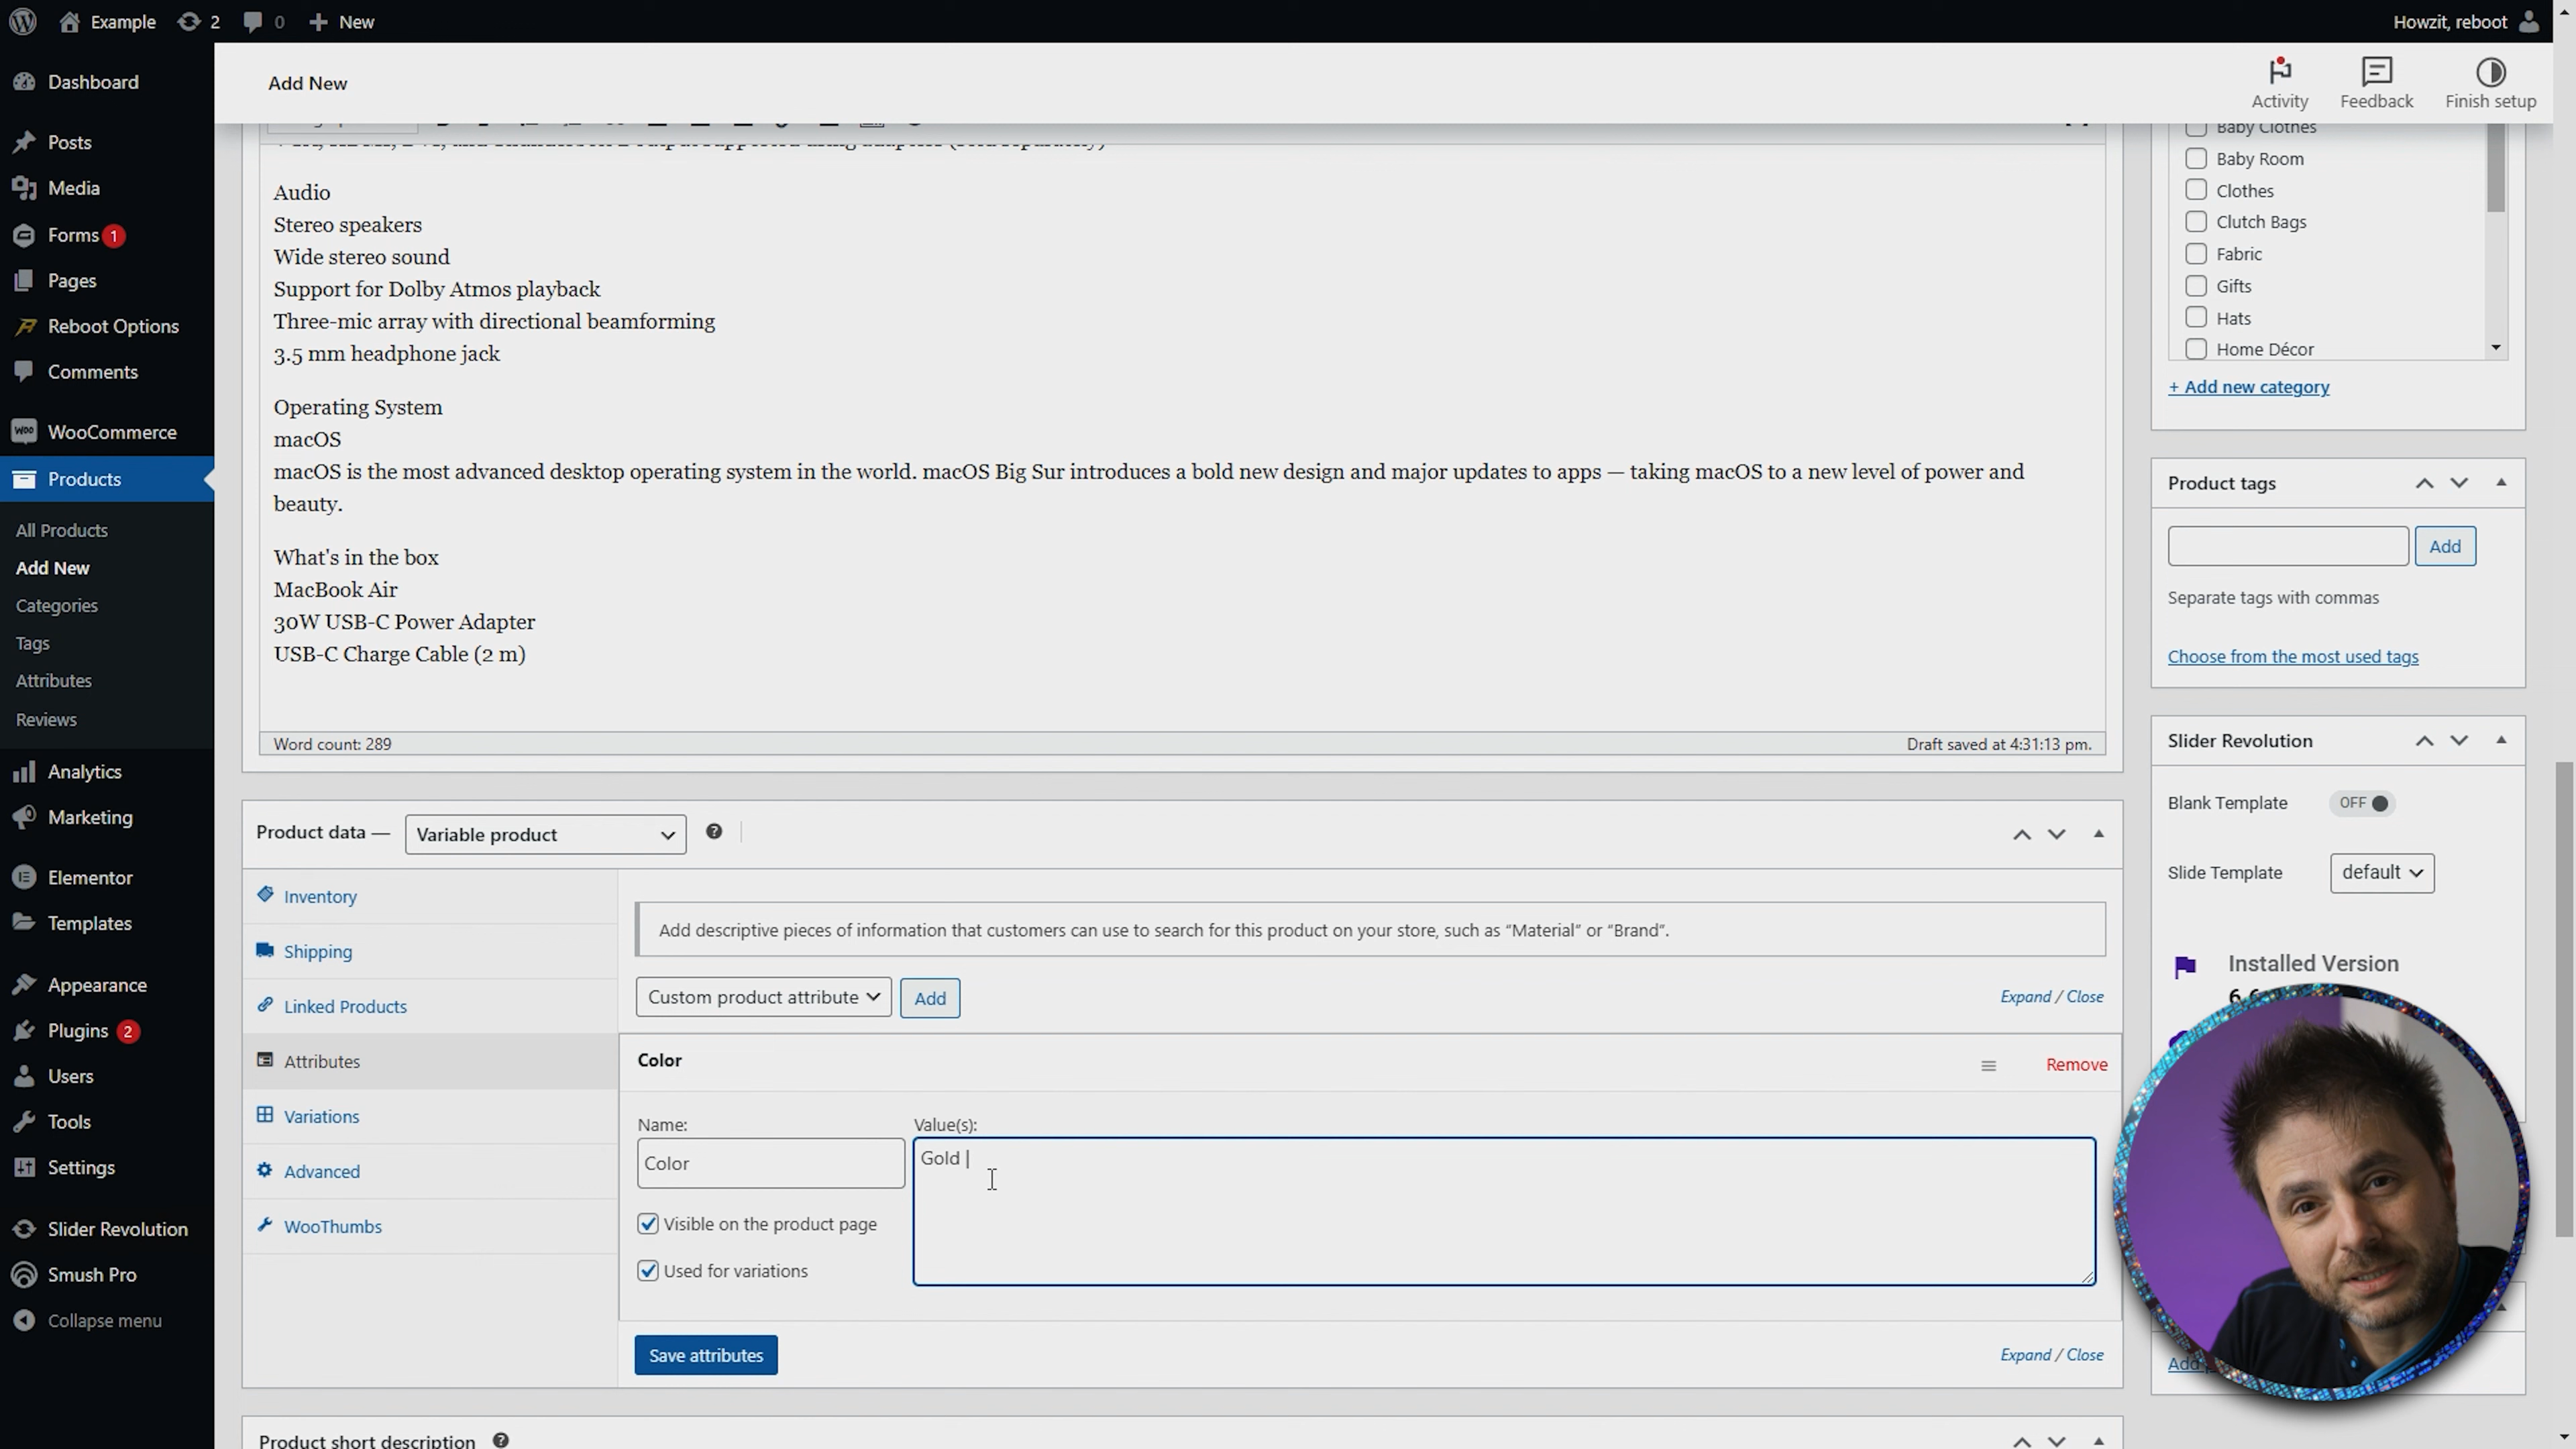 Example
2
0
New
Howzit, reboot
Dashboard
Posts
Media
Forms 1
Pages
Reboot Options
Comments
WooCommerce
Products
All Products
Add New
Categories
Tags
Attributes
Reviews
Analytics
Marketing
Elementor
Templates
Appearance
Plugins 2
Users
Tools
Settings
Slider Revolution
Smush Pro
Collapse menu
Add New
Activity
Feedback
Finish setup
Audio
Stereo speakers
Wide stereo sound
Support for Dolby Atmos playback
Three-mic array with directional beamforming
3.5 mm headphone jack
Operating System
macOS
macOS is the most advanced desktop operating system in the world. macOS Big Sur introduces a bold new design and major updates to apps — taking macOS to a new level of power and
beauty.
What's in the box
MacBook Air
30W USB-C Power Adapter
USB-C Charge Cable (2 m)
Word count: 289
Draft saved at 4:31:13 pm.
Product data —
Variable product
Inventory
Shipping
Linked Products
Attributes
Variations
Advanced
WooThumbs
Add descriptive pieces of information that customers can use to search for this product on your store, such as “Material” or “Brand”.
Custom product attribute
Add
Expand / Close
Color
Remove
Name:
Value(s):
Color
Gold |
Visible on the product page
Used for variations
Save attributes
Expand / Close
Product short description
Baby Clothes
Baby Room
Clothes
Clutch Bags
Fabric
Gifts
Hats
Home Décor
+ Add new category
Product tags
Add
Separate tags with commas
Choose from the most used tags
Slider Revolution
Blank Template
OFF
Slide Template
default
Installed Version
Add